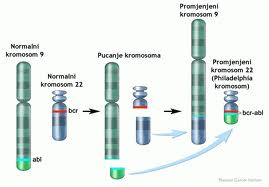 Normalni
kromosom 9
Normalni
kromosom 22
bcr
abl
Pucanje kromosoma
Promjenjeni
kromosom 9
Promjenjeni
kromosom 22
(Philadelphia
kromosom)
bcr-abl